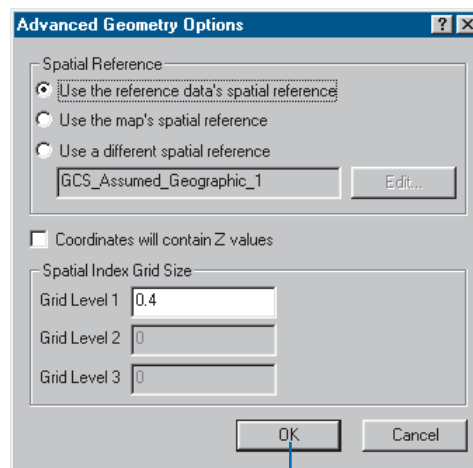 Advanced Geometry Options
Spatial Reference
Use the reference data's spatial reference
Use the map's spatial reference
Use a different spatial reference
GCS_Assumed_Geographic_1 Edit...
Coordinates will contain Z values
Spatial Index Grid Size
Grid Level 1 0.4
Grid Level 2 0
Grid Level 3 0
OK Cancel